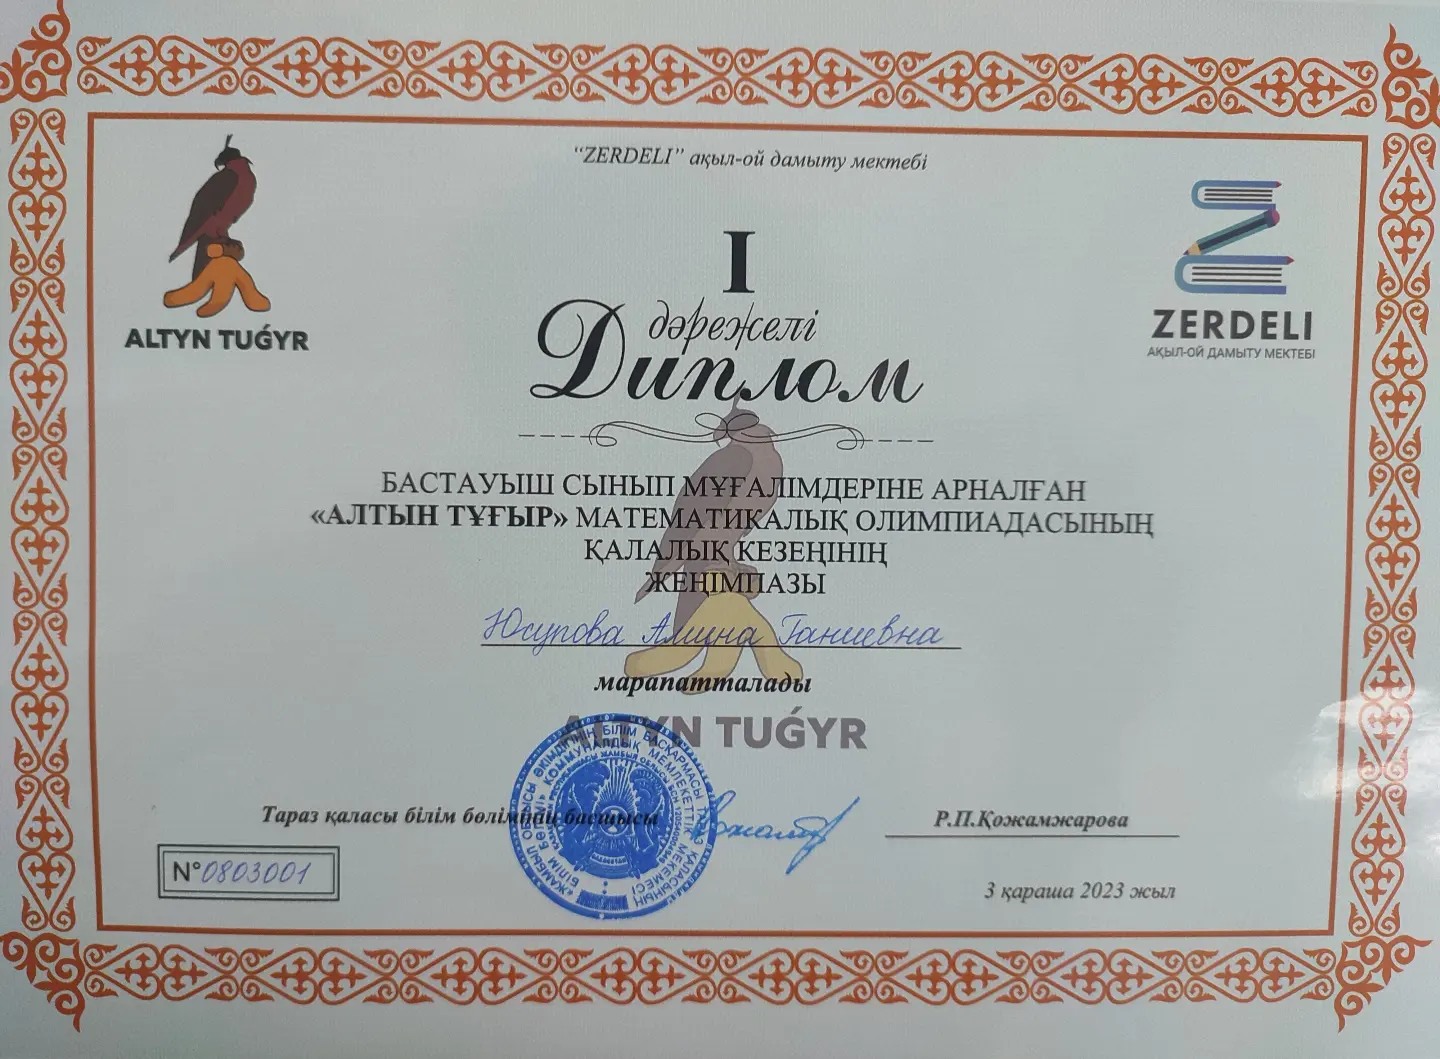 "ZERDELI" ақыл-ой дамыту мектебі
ALTYN TUǴYR
ZERDELI
АҚЫЛ-ОЙ ДАМЫТУ МЕКТЕБІ
I
дәрежелі
Диплом
БАСТАУЫШ СЫНЫП МҰҒАЛІМДЕРІНЕ АРНАЛҒАН
«АЛТЫН ТҰҒЫР» МАТЕМАТИКАЛЫҚ ОЛИМПИАДАСЫНЫҢ
ҚАЛАЛЫҚ КЕЗЕҢІНІҢ
ЖЕҢІМПАЗЫ
Юсупова Алина Ганиевна
марапатталады
ALTYN TUǴYR
Тараз қаласы білім бөлімінің басшысы
Р.П.Қожамжарова
N°0803001
3 қараша 2023 жыл